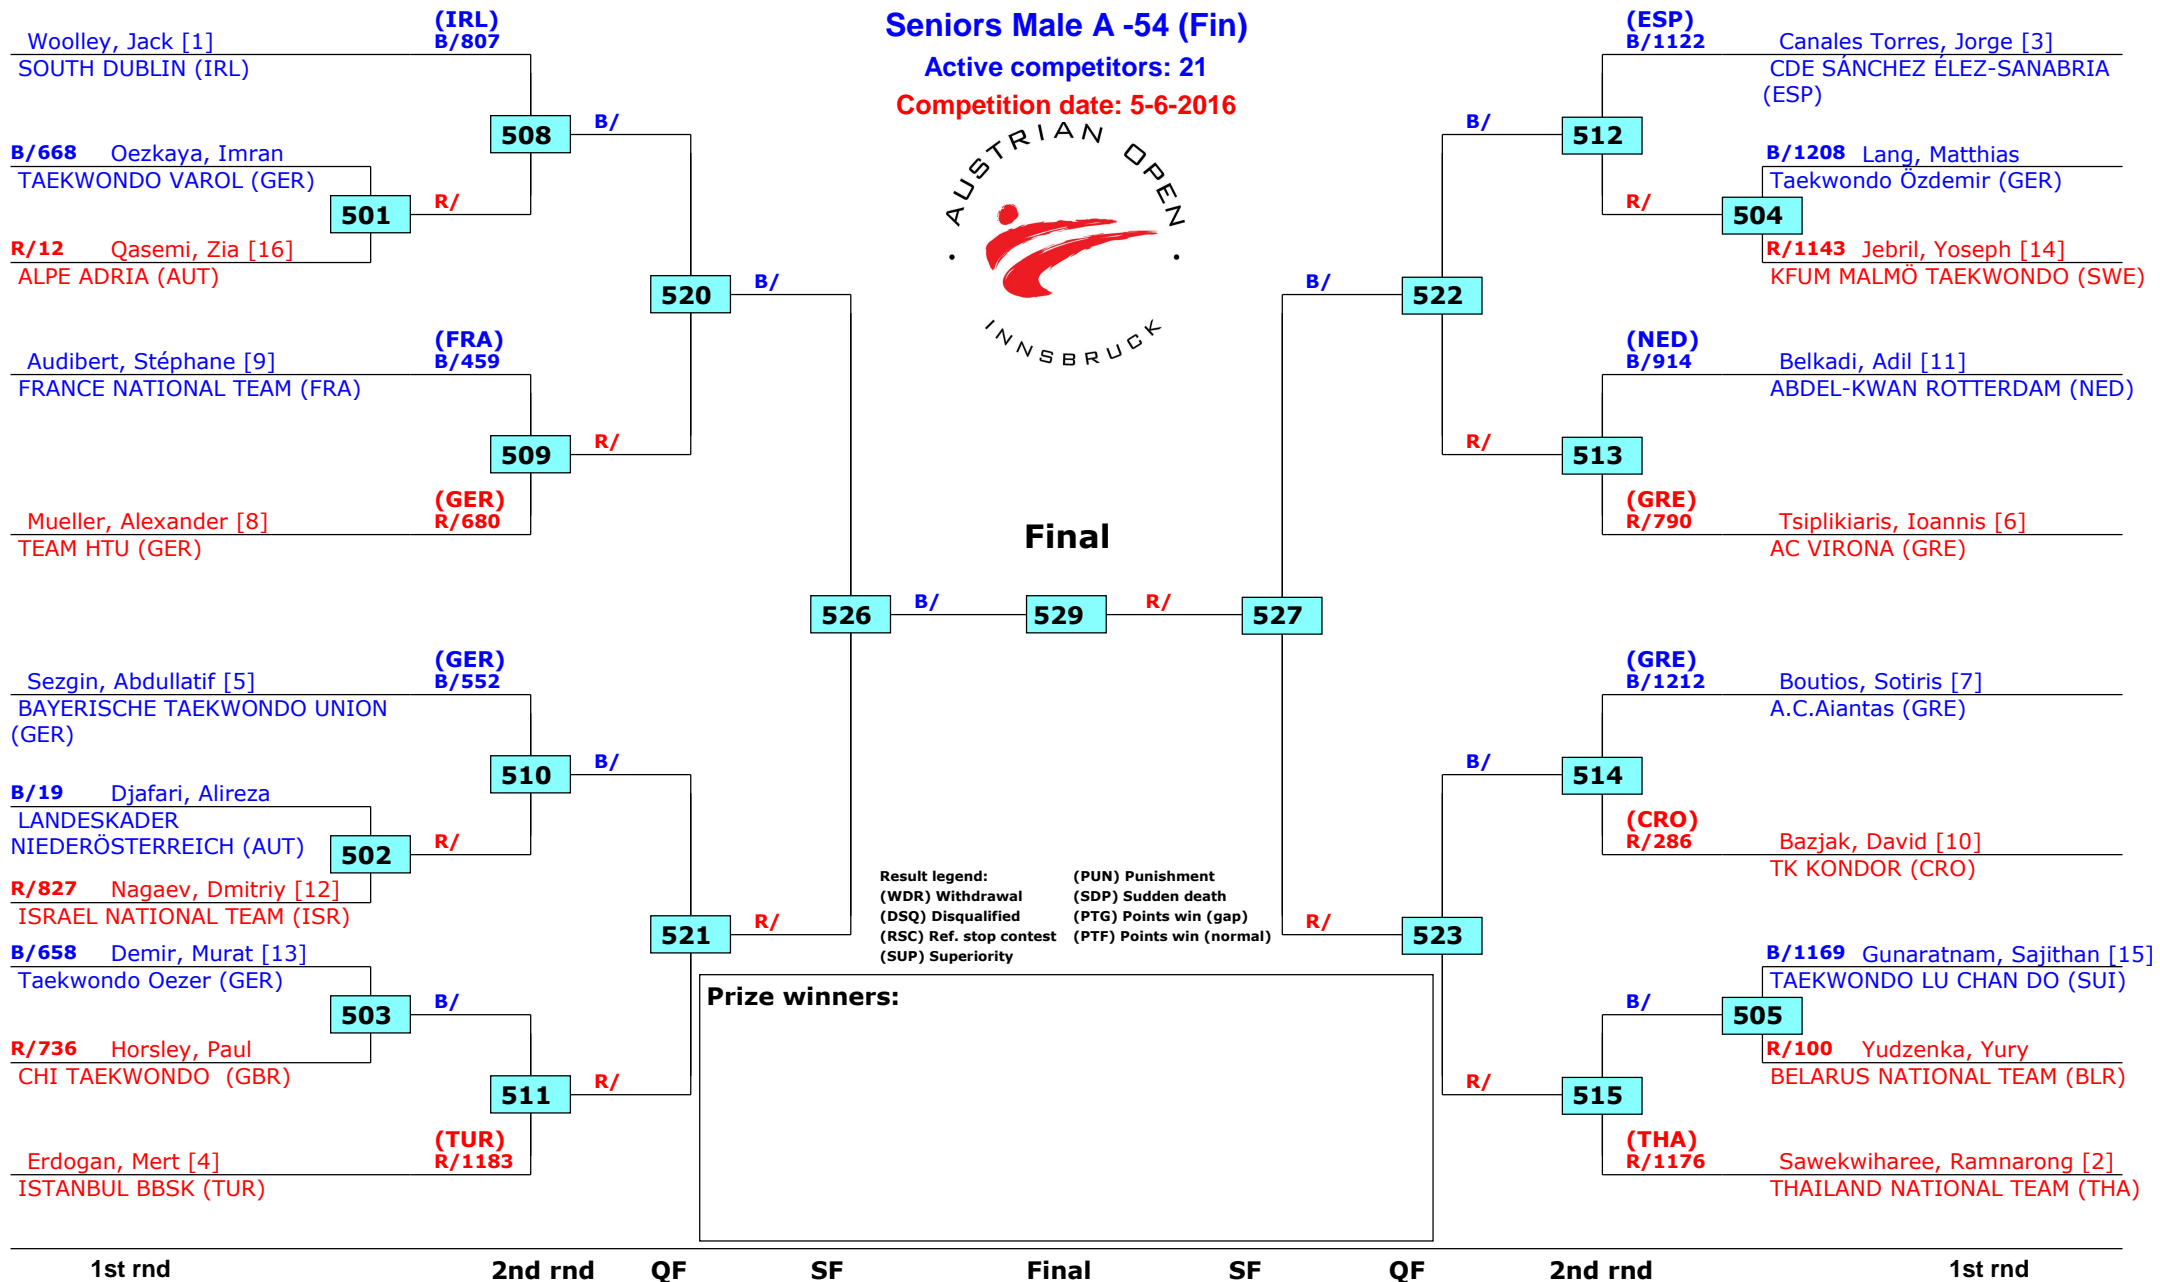 Seniors Male A -54 (Fin)
Active competitors: 21
Competition date: 5-6-2016
AUSTRIAN OPEN
INNSBRUCK
(IRL)
Woolley, Jack [1] B/807
SOUTH DUBLIN (IRL)
508
B/
B/668 Oezkaya, Imran
TAEKWONDO VAROL (GER)
501
R/
R/12 Qasemi, Zia [16]
ALPE ADRIA (AUT)
520
B/
(FRA)
Audibert, Stéphane [9] B/459
FRANCE NATIONAL TEAM (FRA)
509
R/
(GER)
Mueller, Alexander [8] R/680
TEAM HTU (GER)
526
B/
(GER)
Sezgin, Abdullatif [5] B/552
BAYERISCHE TAEKWONDO UNION
(GER)
510
B/
B/19 Djafari, Alireza
LANDESKADER
NIEDERÖSTERREICH (AUT)
502
R/
R/827 Nagaev, Dmitriy [12]
ISRAEL NATIONAL TEAM (ISR)
521
R/
B/658 Demir, Murat [13]
Taekwondo Oezer (GER)
503
B/
R/736 Horsley, Paul
CHI TAEKWONDO (GBR)
511
R/
(TUR)
Erdogan, Mert [4] R/1183
ISTANBUL BBSK (TUR)
Final
529
R/
527
(ESP)
B/1122 Canales Torres, Jorge [3]
CDE SÁNCHEZ ÉLEZ-SANABRIA
(ESP)
B/
512
B/1208 Lang, Matthias
Taekwondo Özdemir (GER)
R/
504
R/1143 Jebril, Yoseph [14]
KFUM MALMÖ TAEKWONDO (SWE)
B/
522
(NED)
B/914 Belkadi, Adil [11]
ABDEL-KWAN ROTTERDAM (NED)
R/
513
(GRE)
R/790 Tsiplikiaris, Ioannis [6]
AC VIRONA (GRE)
(GRE)
B/1212 Boutios, Sotiris [7]
A.C.Aiantas (GRE)
B/
514
(CRO)
R/286 Bazjak, David [10]
TK KONDOR (CRO)
R/
523
B/1169 Gunaratnam, Sajithan [15]
TAEKWONDO LU CHAN DO (SUI)
B/
505
R/100 Yudzenka, Yury
BELARUS NATIONAL TEAM (BLR)
R/
515
(THA)
R/1176 Sawekwiharee, Ramnarong [2]
THAILAND NATIONAL TEAM (THA)
Result legend: (PUN) Punishment
(WDR) Withdrawal (SDP) Sudden death
(DSQ) Disqualified (PTG) Points win (gap)
(RSC) Ref. stop contest (PTF) Points win (normal)
(SUP) Superiority
Prize winners:
1st rnd 2nd rnd QF SF Final SF QF 2nd rnd 1st rnd